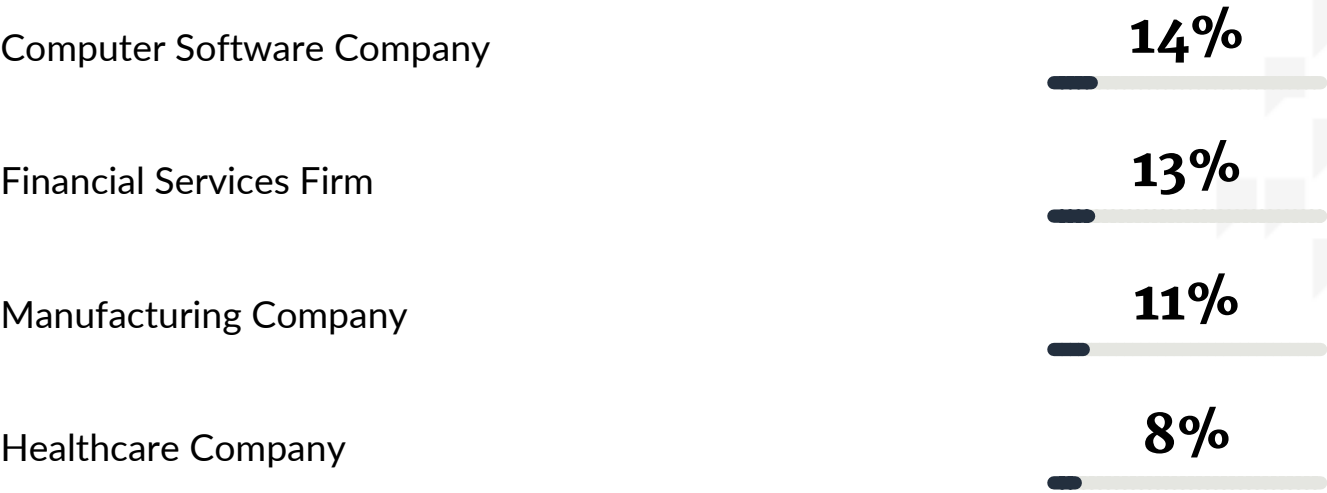 Computer Software Company 14%
Financial Services Firm 13%
Manufacturing Company 11%
Healthcare Company 8%